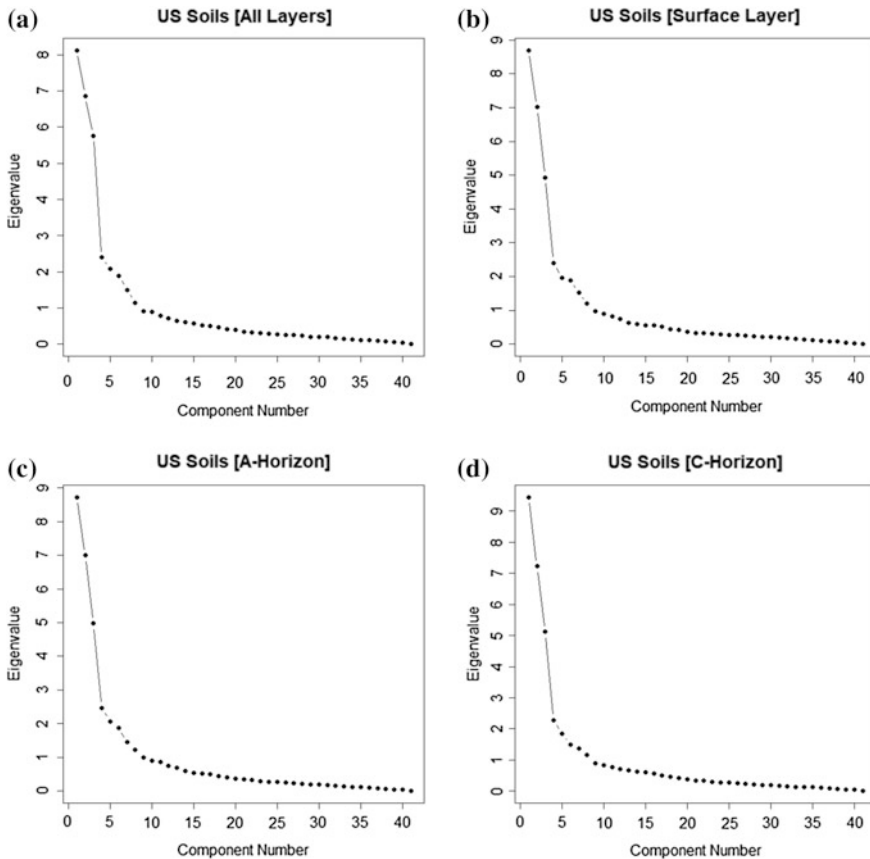 (a)
US Soils [All Layers]
Eigenvalue
8
7
6
5
4
3
2
1
0
0 5 10 15 20 25 30 35 40
Component Number
(b)
US Soils [Surface Layer]
Eigenvalue
9
8
7
6
5
4
3
2
1
0
0 5 10 15 20 25 30 35 40
Component Number
(c)
US Soils [A-Horizon]
Eigenvalue
9
8
7
6
5
4
3
2
1
0
0 5 10 15 20 25 30 35 40
Component Number
(d)
US Soils [C-Horizon]
Eigenvalue
9
8
7
6
5
4
3
2
1
0
0 5 10 15 20 25 30 35 40
Component Number